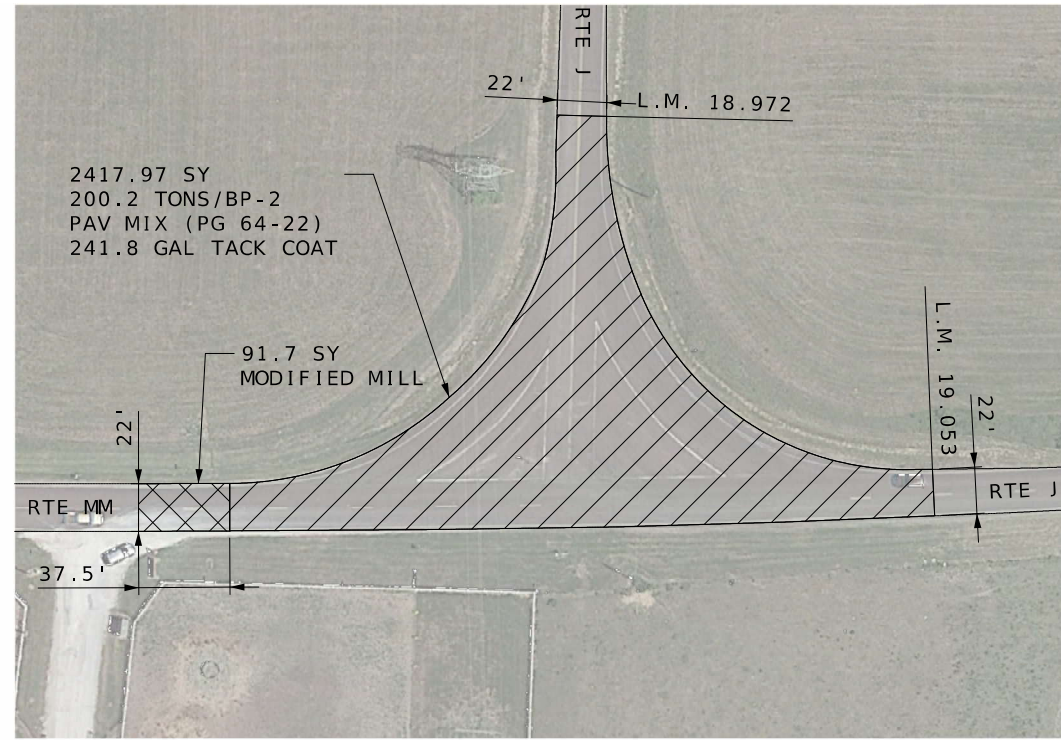 RTE J
22'
L.M. 18.972
2417.97 SY
200.2 TONS/BP-2
PAV MIX (PG 64-22)
241.8 GAL TACK COAT
91.7 SY
MODIFIED MILL
22'
L.M. 19.053
22'
RTE MM
RTE J
37.5'